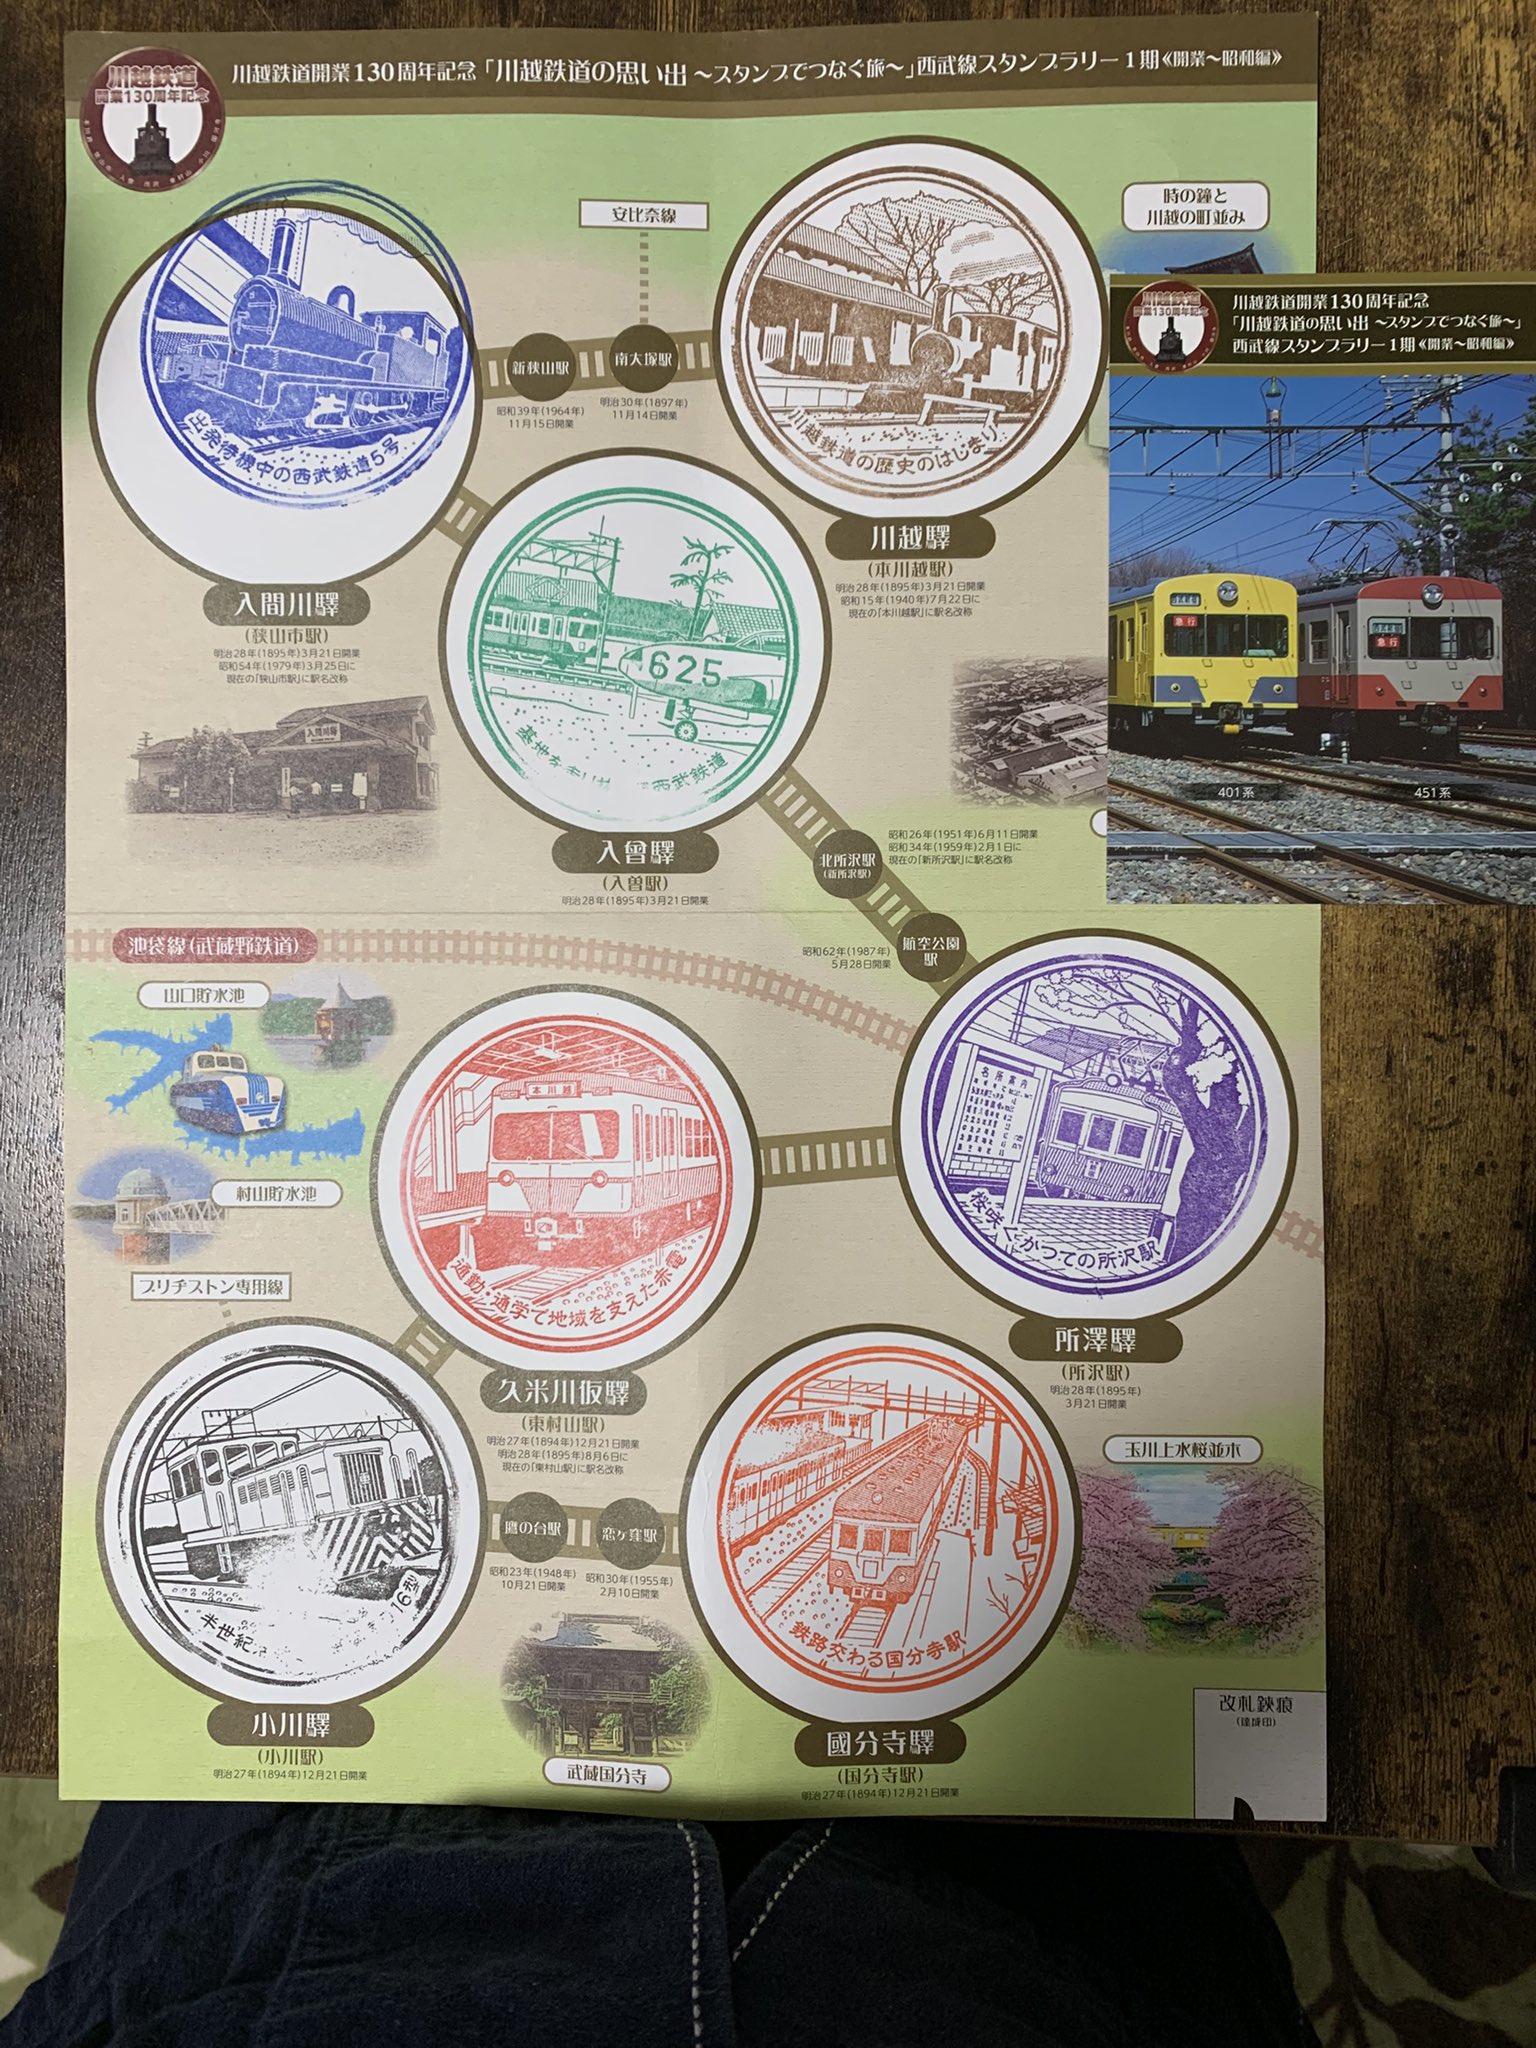 川越鉄道
開業130周年記念
川越鉄道開業130周年記念「川越鉄道の思い出 ～スタンプでつなぐ旅～」西武線スタンプラリー1期《開業～昭和編》
時の鐘と
川越の町並み
安比奈線
新狭山駅
昭和39年(1964年)
11月15日開業
南大塚駅
明治30年(1897年)
11月14日開業
出発待機中の西武鉄道5号
川越鉄道の歴史のはじまり
川越驛
(本川越駅)
明治28年(1895年)3月21日開業
昭和15年(1940年)7月22日に
現在の「本川越駅」に駅名改称
入間川驛
(狭山市駅)
明治28年(1895年)3月21日開業
昭和54年(1979年)3月25日に
現在の「狭山市駅」に駅名改称
入間川驛
625
西武鉄道
入曾驛
(入曽駅)
明治28年(1895年)3月21日開業
川越鉄道
開業130周年記念
川越鉄道開業130周年記念
「川越鉄道の思い出 ～スタンプでつなぐ旅～」
西武線スタンプラリー1期《開業～昭和編》
急行
急行
401系
451系
北所沢駅
(新所沢駅)
昭和26年(1951年)6月11日開業
昭和34年(1959年)2月1日に
現在の「新所沢駅」に駅名改称
航空公園
駅
昭和62年(1987年)
5月28日開業
池袋線(武蔵野鉄道)
山口貯水池
村山貯水池
ブリヂストン専用線
本川越
通勤・通学で地域を支えた赤電
久米川仮驛
(東村山駅)
明治27年(1894年)12月21日開業
明治28年(1895年)8月6日に
現在の「東村山駅」に駅名改称
名所案内
桜咲くかつての所沢駅
所澤驛
(所沢駅)
明治28年(1895年)
3月21日開業
半世紀
16型
小川驛
(小川駅)
明治27年(1894年)12月21日開業
鷹の台駅
昭和23年(1948年)
10月21日開業
恋ヶ窪駅
昭和30年(1955年)
2月10日開業
武蔵国分寺
鉄路交わる国分寺駅
國分寺驛
(国分寺駅)
明治27年(1894年)12月21日開業
玉川上水桜並木
改札鋏痕
(達成印)